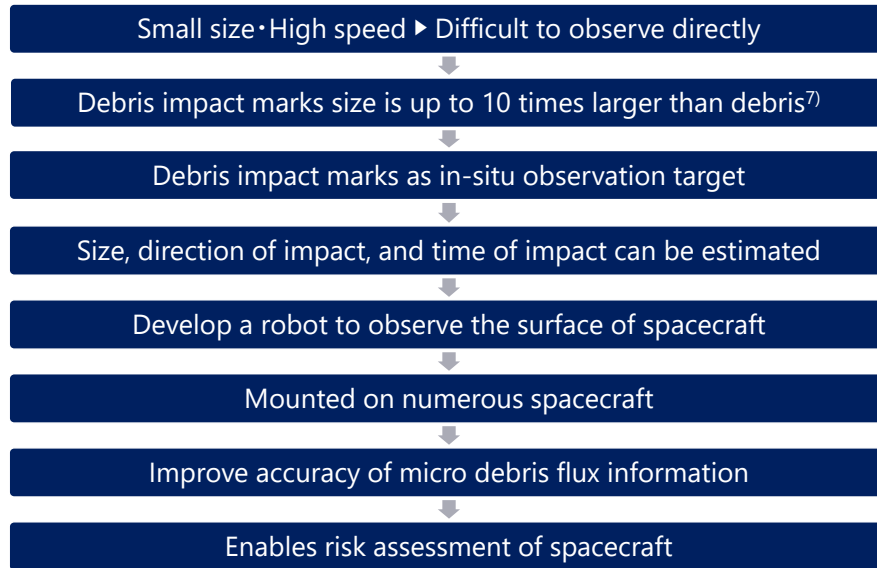 Small size･High speed ▶ Difficult to observe directly
Debris impact marks size is up to 10 times larger than debris7)
Debris impact marks as in-situ observation target
Size, direction of impact, and time of impact can be estimated
Develop a robot to observe the surface of spacecraft
Mounted on numerous spacecraft
Improve accuracy of micro debris flux information
Enables risk assessment of spacecraft